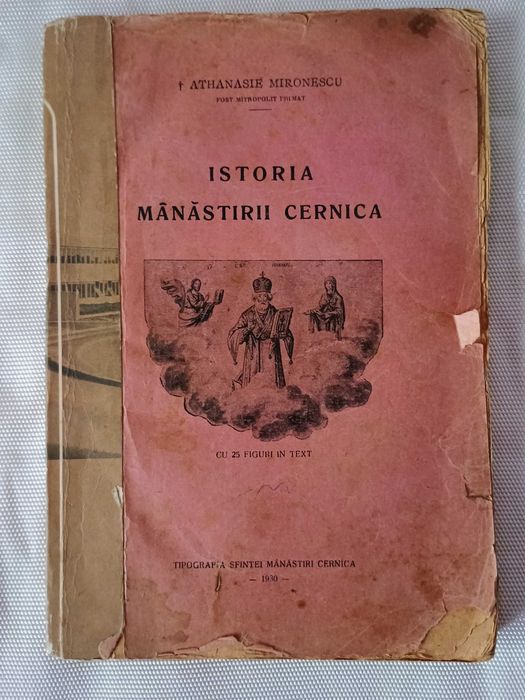 † ATHANASIE MIRONESCU
FOST MITROPOLIT PRIMAT
ISTORIA
MÂNĂSTIRII CERNICA
CU 25 FIGURI IN TEXT
TIPOGRAFIA SFINTEI MÂNĂSTIRI CERNICA
— 1930 —